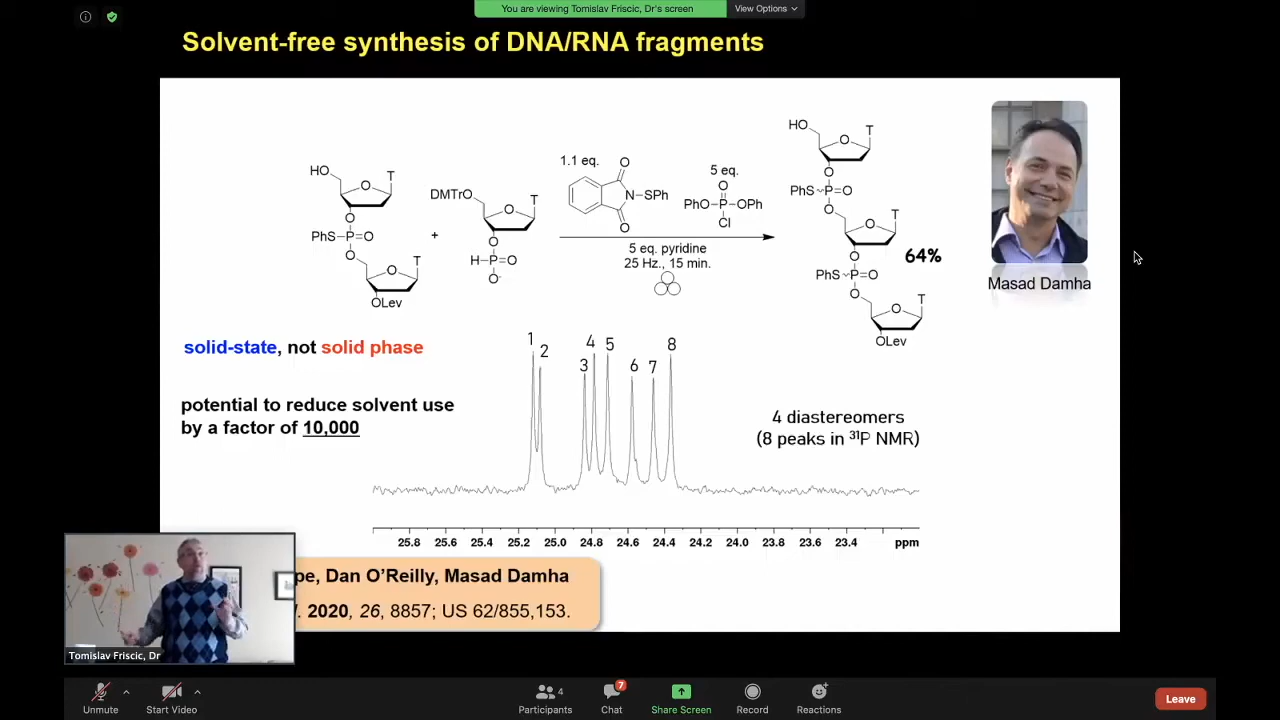 You are viewing Tomislav Friscic, Dr's screen
View Options
Solvent-free synthesis of DNA/RNA fragments
HO
T
O
O
PhS-P=O
O
T
O
OLev
+
DMTrO
T
O
O
H-P=O
O-
1.1 eq.
O
N-SPh
O
5 eq.
O
PhO-P-OPh
Cl
5 eq. pyridine
25 Hz., 15 min.
HO
T
O
O
PhS~P=O
O
T
O
O
PhS~P=O
O
T
O
OLev
64%
Masad Damha
solid-state, not solid phase
potential to reduce solvent use
by a factor of 10,000
1 2 3 4 5 6 7 8
4 diastereomers
(8 peaks in ³¹P NMR)
25.8 25.6 25.4 25.2 25.0 24.8 24.6 24.4 24.2 24.0 23.8 23.6 23.4 ppm
Dan O'Reilly, Masad Damha
2020, 26, 8857; US 62/855,153.
Tomislav Friscic, Dr
Unmute
Start Video
4
Participants
7
Chat
Share Screen
Record
Reactions
Leave